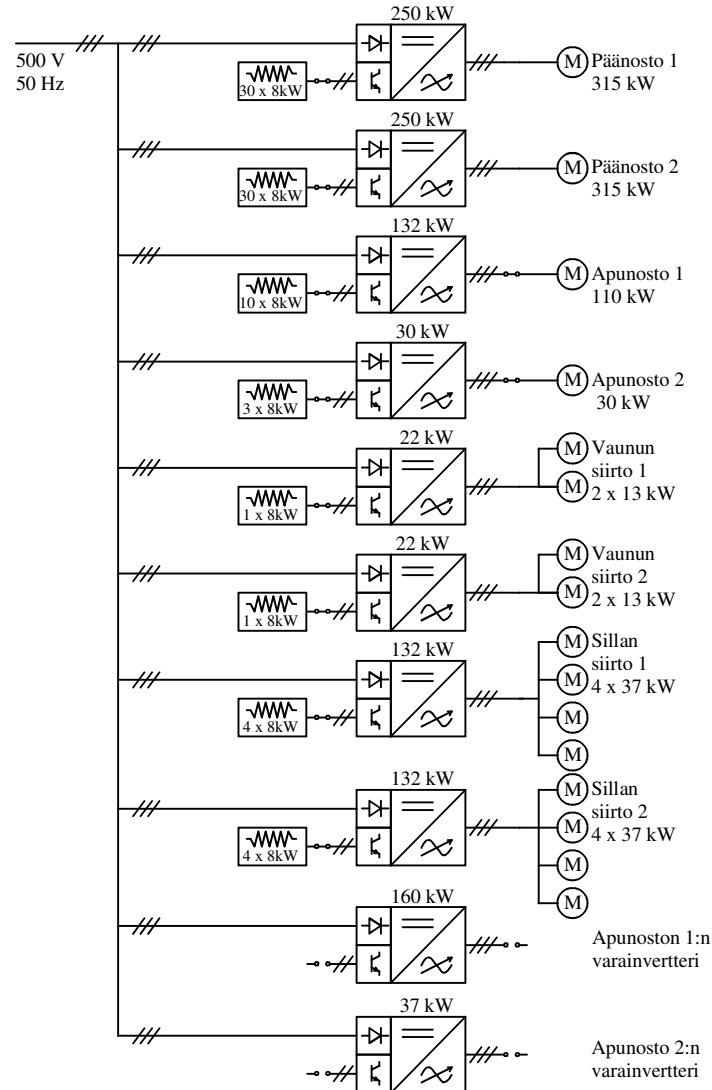 250 kW
500 V
50 Hz
30 x 8kW
M
Päänosto 1
315 kW
250 kW
30 x 8kW
M
Päänosto 2
315 kW
132 kW
10 x 8kW
M
Apunosto 1
110 kW
30 kW
3 x 8kW
M
Apunosto 2
30 kW
22 kW
1 x 8kW
M
Vaunun
siirto 1
M
2 x 13 kW
22 kW
1 x 8kW
M
Vaunun
siirto 2
M
2 x 13 kW
132 kW
4 x 8kW
M
Sillan
siirto 1
M
4 x 37 kW
M
M
132 kW
4 x 8kW
M
Sillan
siirto 2
M
4 x 37 kW
M
M
160 kW
Apunoston 1:n
varainvertteri
37 kW
Apunosto 2:n
varainvertteri